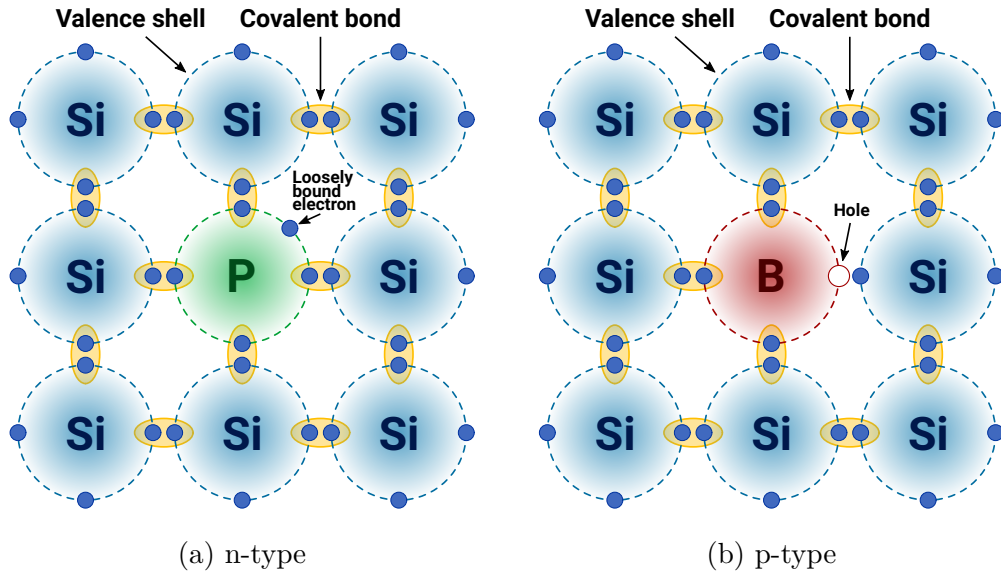 Valence shell Covalent bond
Si Si Si
Loosely
bound
electron
Si P Si
Si Si Si
(a) n-type
Valence shell Covalent bond
Si Si Si
Hole
Si B Si
Si Si Si
(b) p-type